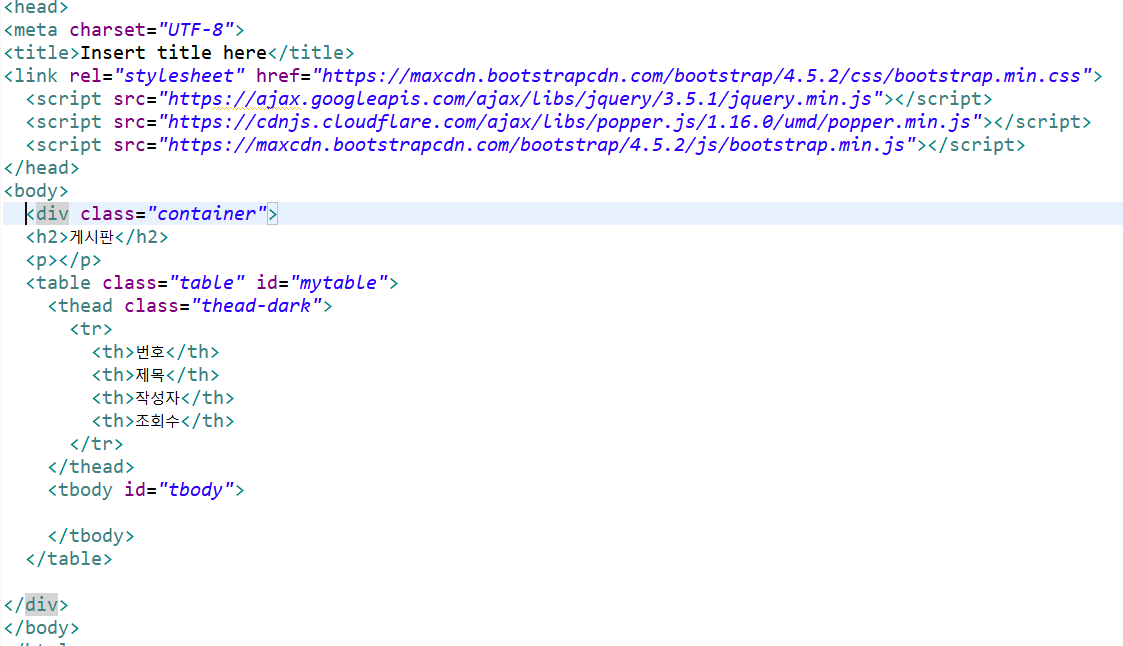 <head>
<meta charset="UTF-8">
<title>Insert title here</title>
<link rel="stylesheet" href="https://maxcdn.bootstrapcdn.com/bootstrap/4.5.2/css/bootstrap.min.css">
<script src="https://ajax.googleapis.com/ajax/libs/jquery/3.5.1/jquery.min.js"></script>
<script src="https://cdnjs.cloudflare.com/ajax/libs/popper.js/1.16.0/umd/popper.min.js"></script>
<script src="https://maxcdn.bootstrapcdn.com/bootstrap/4.5.2/js/bootstrap.min.js"></script>
</head>
<body>
<div class="container">
<h2>게시판</h2>
<p></p>
<table class="table" id="mytable">
<thead class="thead-dark">
<tr>
<th>번호</th>
<th>제목</th>
<th>작성자</th>
<th>조회수</th>
</tr>
</thead>
<tbody id="tbody">
</tbody>
</table>
</div>
</body>